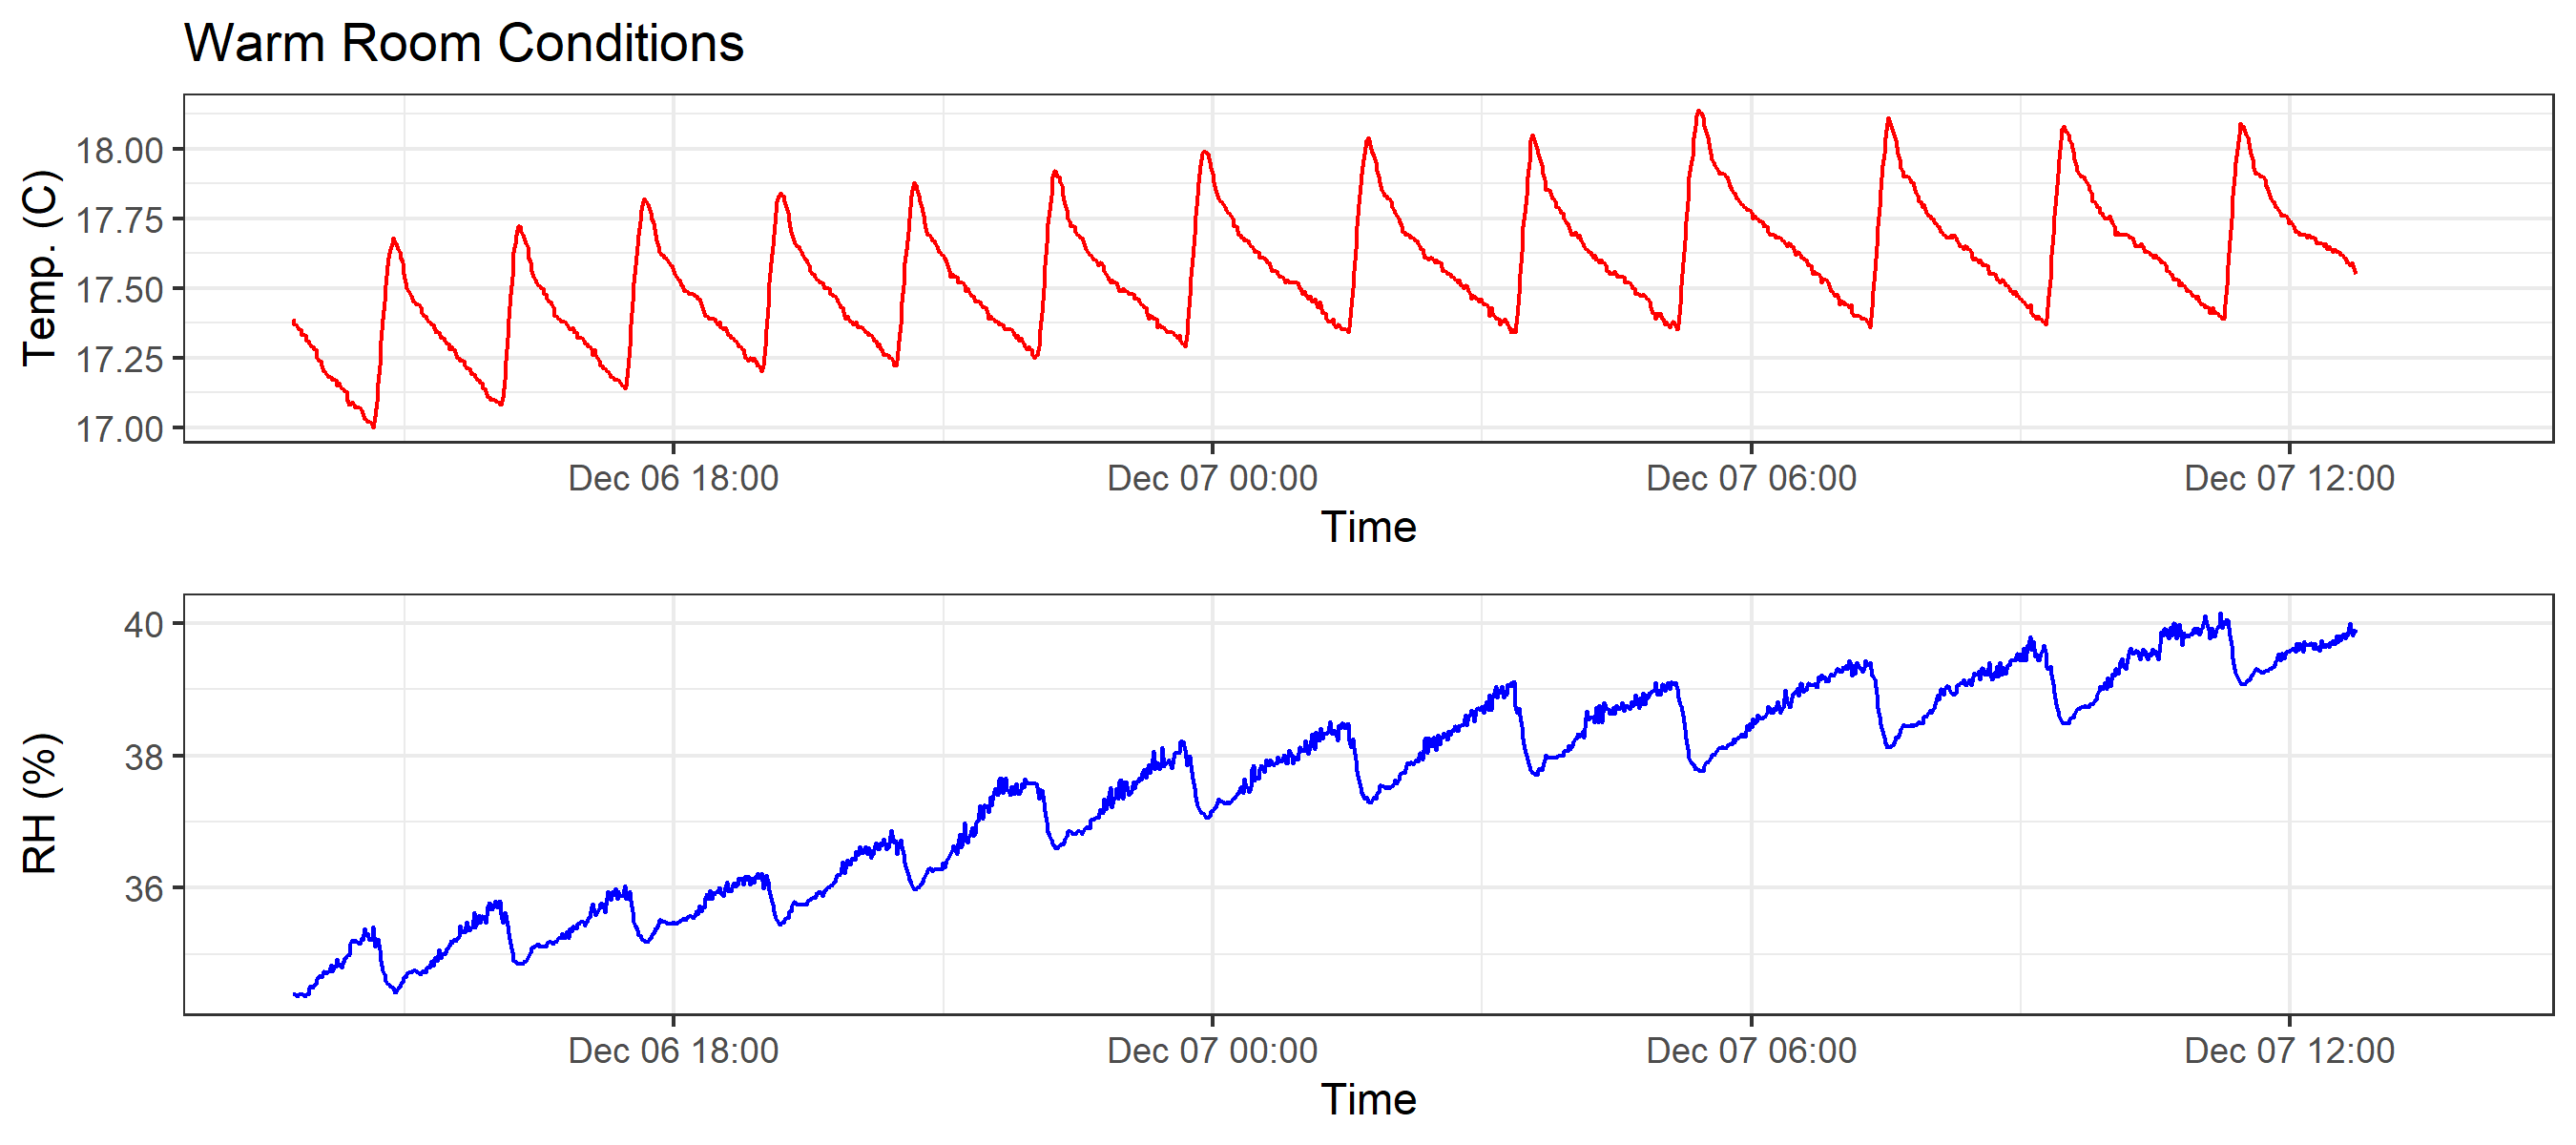 Warm Room Conditions
Temp. (C)
18.00
17.75
17.50
17.25
17.00
Dec 06 18:00 Dec 07 00:00 Dec 07 06:00 Dec 07 12:00
Time
RH (%)
40
38
36
Dec 06 18:00 Dec 07 00:00 Dec 07 06:00 Dec 07 12:00
Time